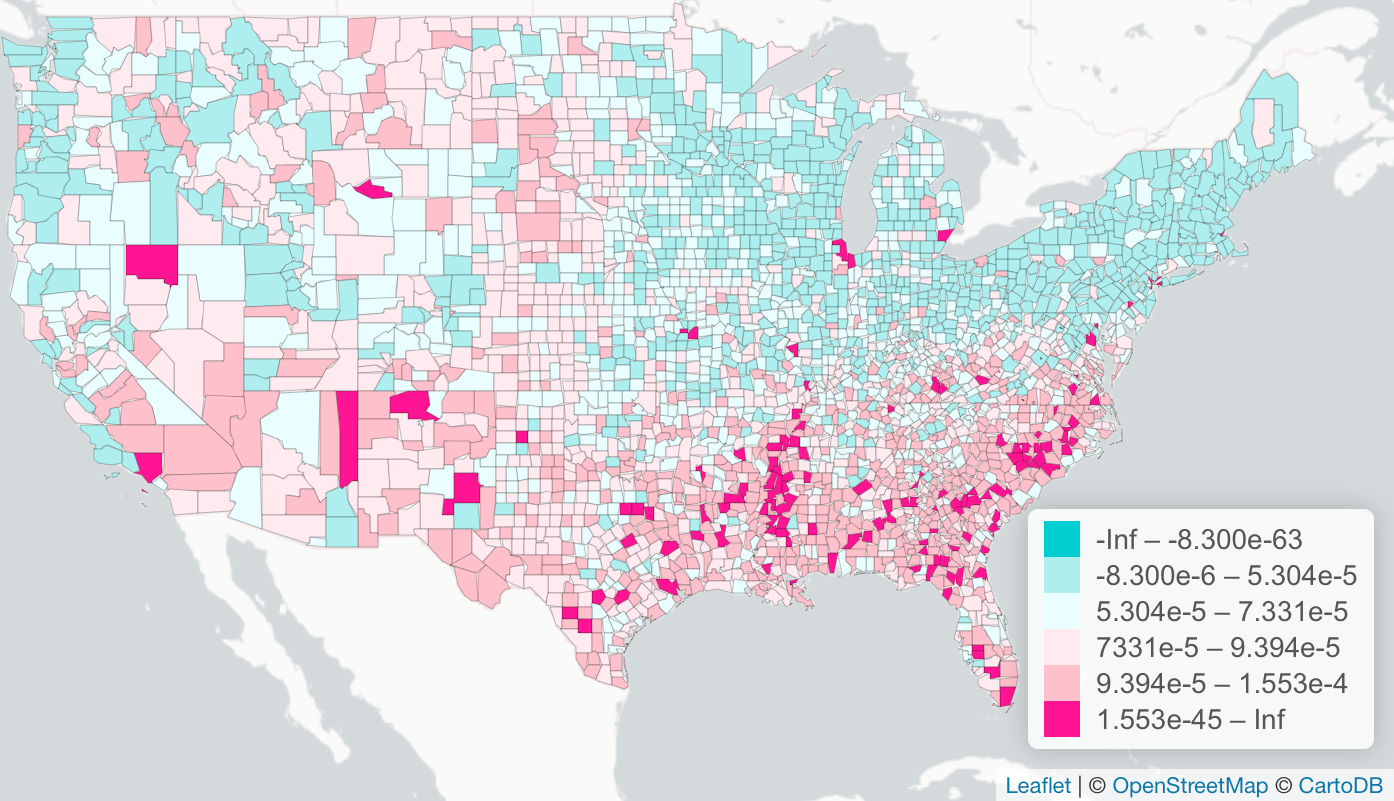 -Inf – -8.300e-63
-8.300e-6 – 5.304e-5
5.304e-5 – 7.331e-5
7331e-5 – 9.394e-5
9.394e-5 – 1.553e-4
1.553e-45 – Inf
Leaflet | © OpenStreetMap © CartoDB